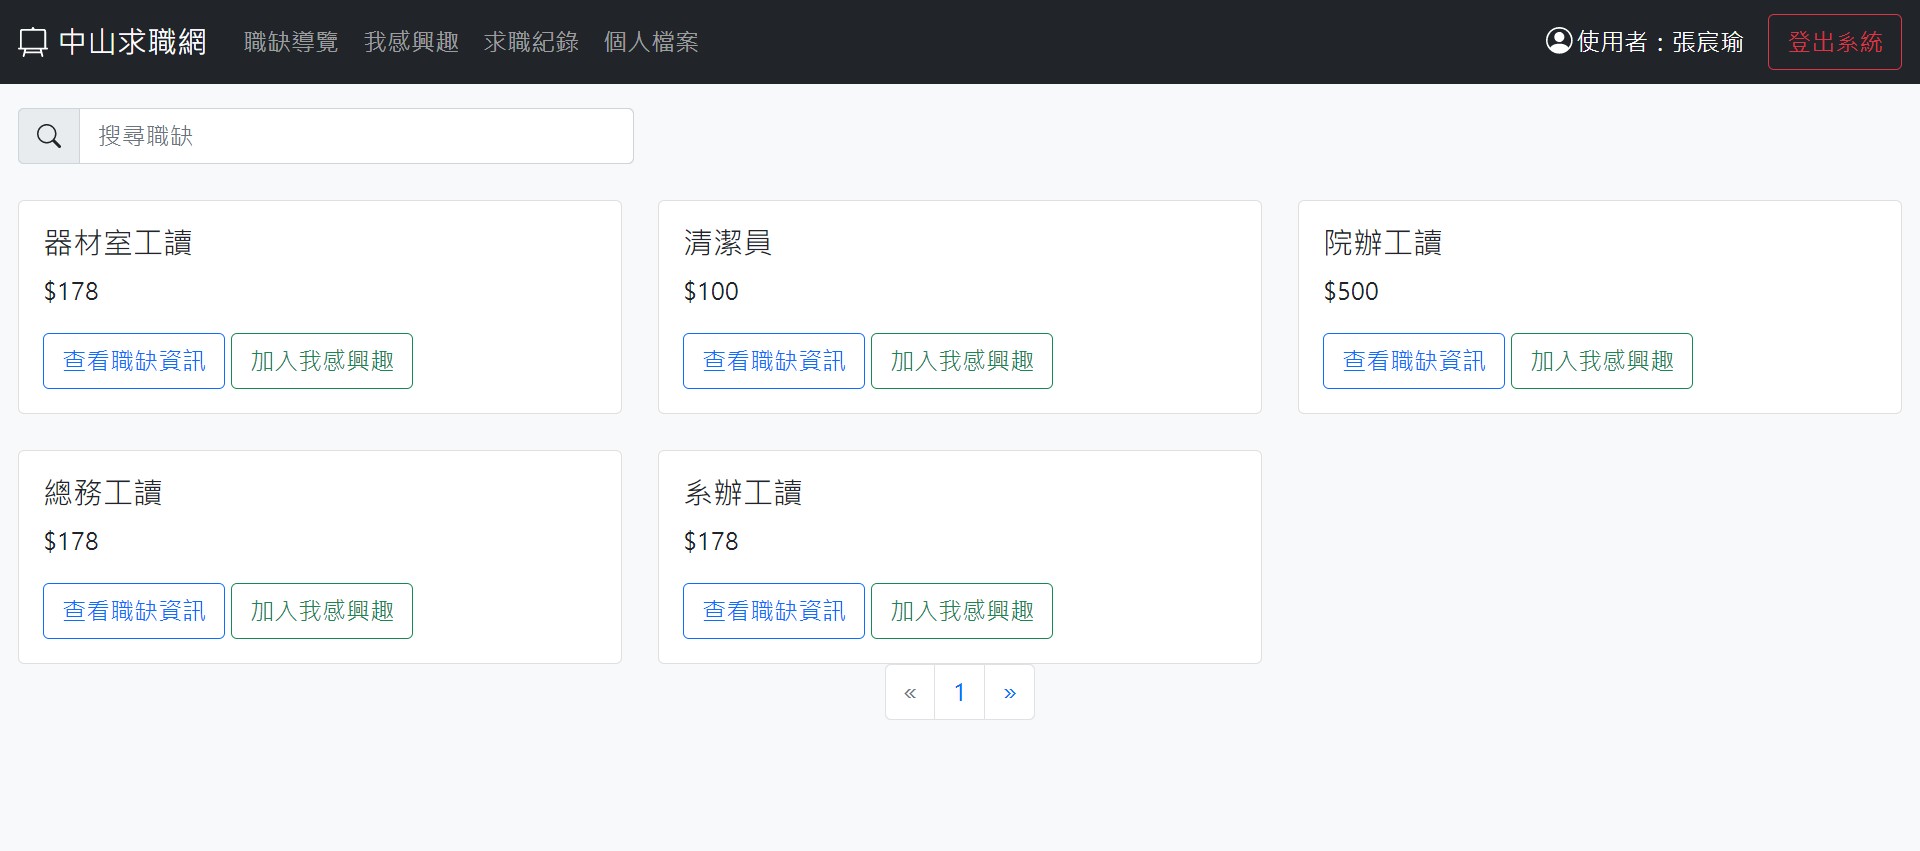 中山求職網 職缺導覽 我感興趣 求職紀錄 個人檔案 使用者：張宸瑜 登出系統
搜尋職缺
器材室工讀
$178
查看職缺資訊 加入我感興趣
清潔員
$100
查看職缺資訊 加入我感興趣
院辦工讀
$500
查看職缺資訊 加入我感興趣
總務工讀
$178
查看職缺資訊 加入我感興趣
系辦工讀
$178
查看職缺資訊 加入我感興趣
« 1 »